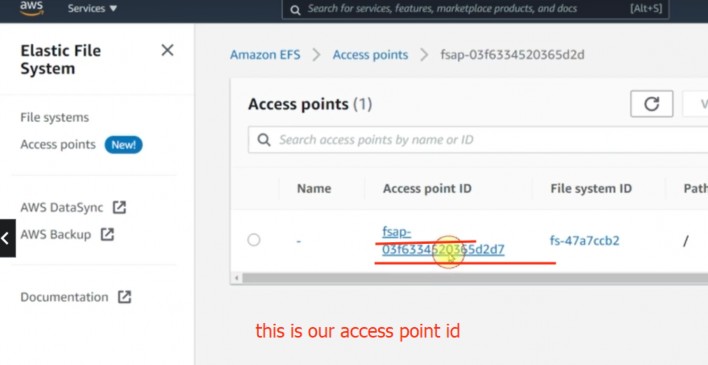 aws
Services ▼
Search for services, features, marketplace products, and docs
[Alt+S]
Elastic File
System
File systems
Access points New!
AWS DataSync
AWS Backup
Documentation
Amazon EFS > Access points > fsap-03f6334520365d2d
Access points (1)
V
Search access points by name or ID
Name Access point ID File system ID Path
- fsap-
03f6334520365d2d7 fs-47a7ccb2 /
this is our access point id